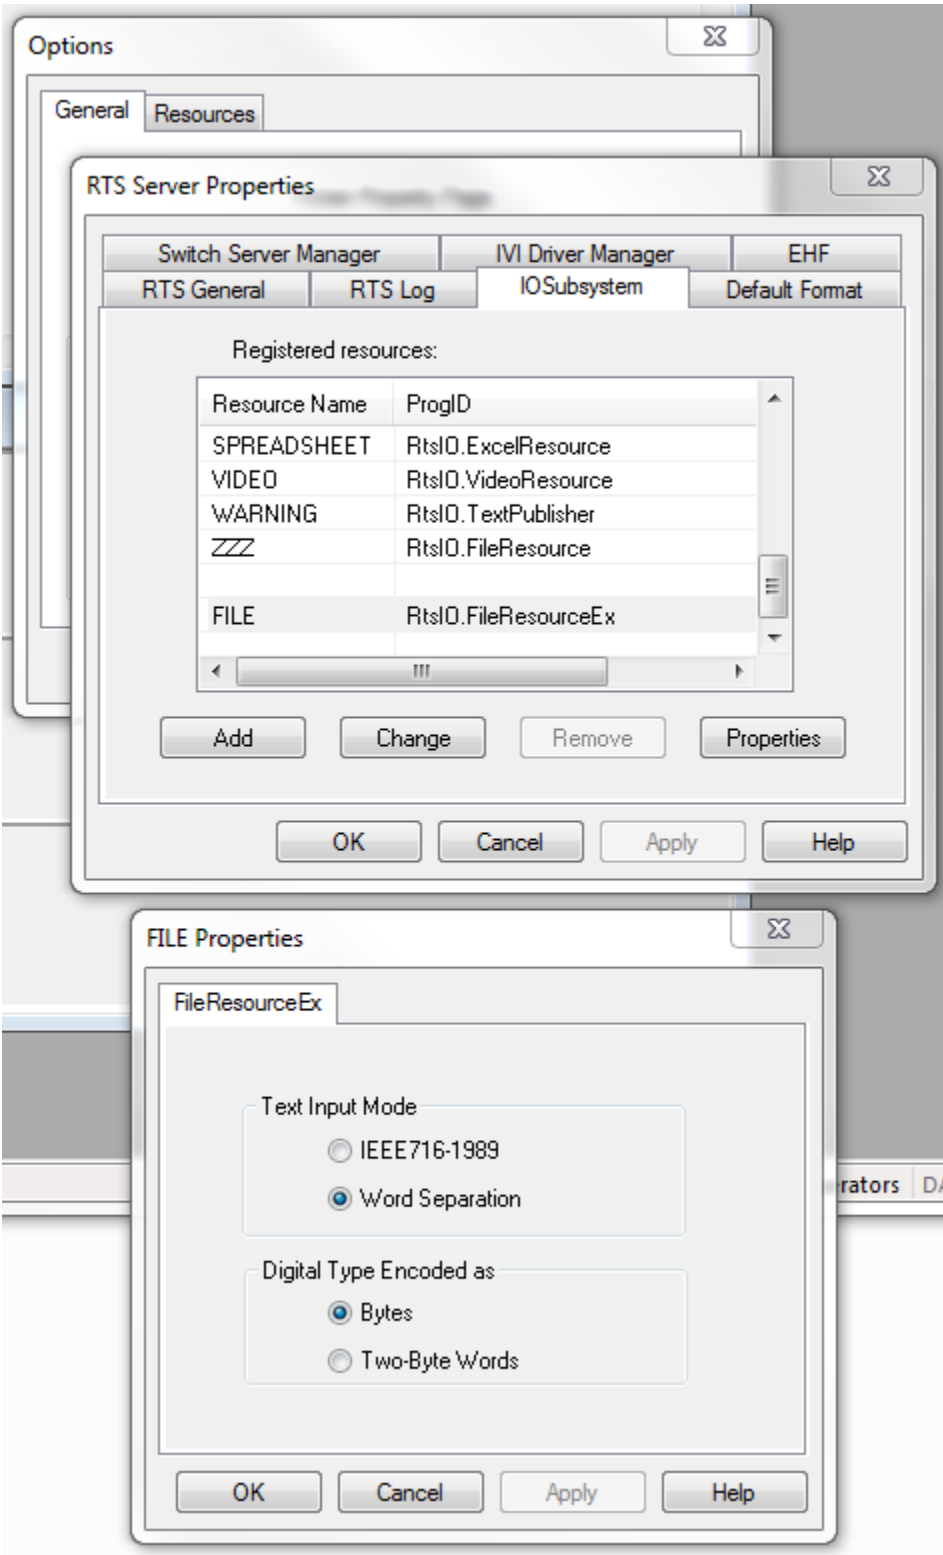 Options
General Resources
RTS Server Properties
Switch Server Manager IVI Driver Manager EHF
RTS General RTS Log IOSubsystem Default Format
Registered resources:
Resource Name ProgID
SPREADSHEET RtsIO.ExcelResource
VIDEO RtsIO.VideoResource
WARNING RtsIO.TextPublisher
ZZZ RtsIO.FileResource
FILE RtsIO.FileResourceEx
Add Change Remove Properties
OK Cancel Apply Help
FILE Properties
FileResourceEx
Text Input Mode
IEEE716-1989
Word Separation
rators DA
Digital Type Encoded as
Bytes
Two-Byte Words
OK Cancel Apply Help